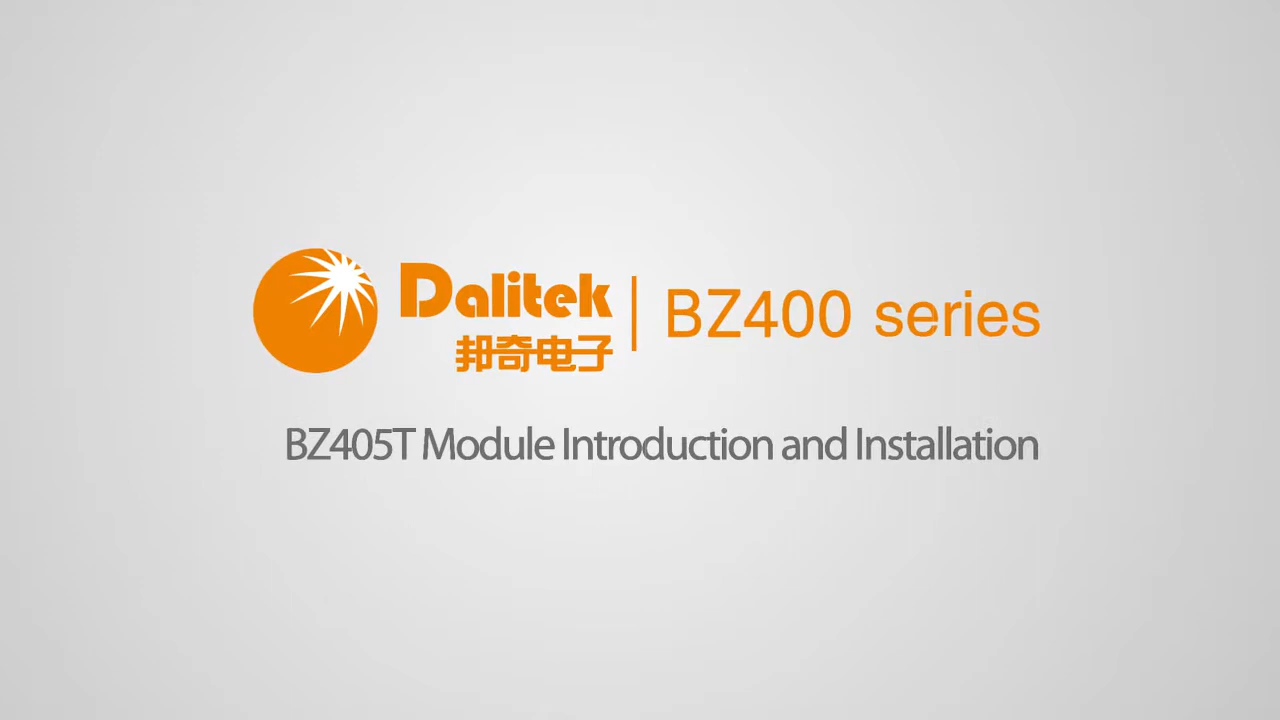 Dalitek
邦奇电子
BZ400 series
BZ405T Module Introduction and Installation